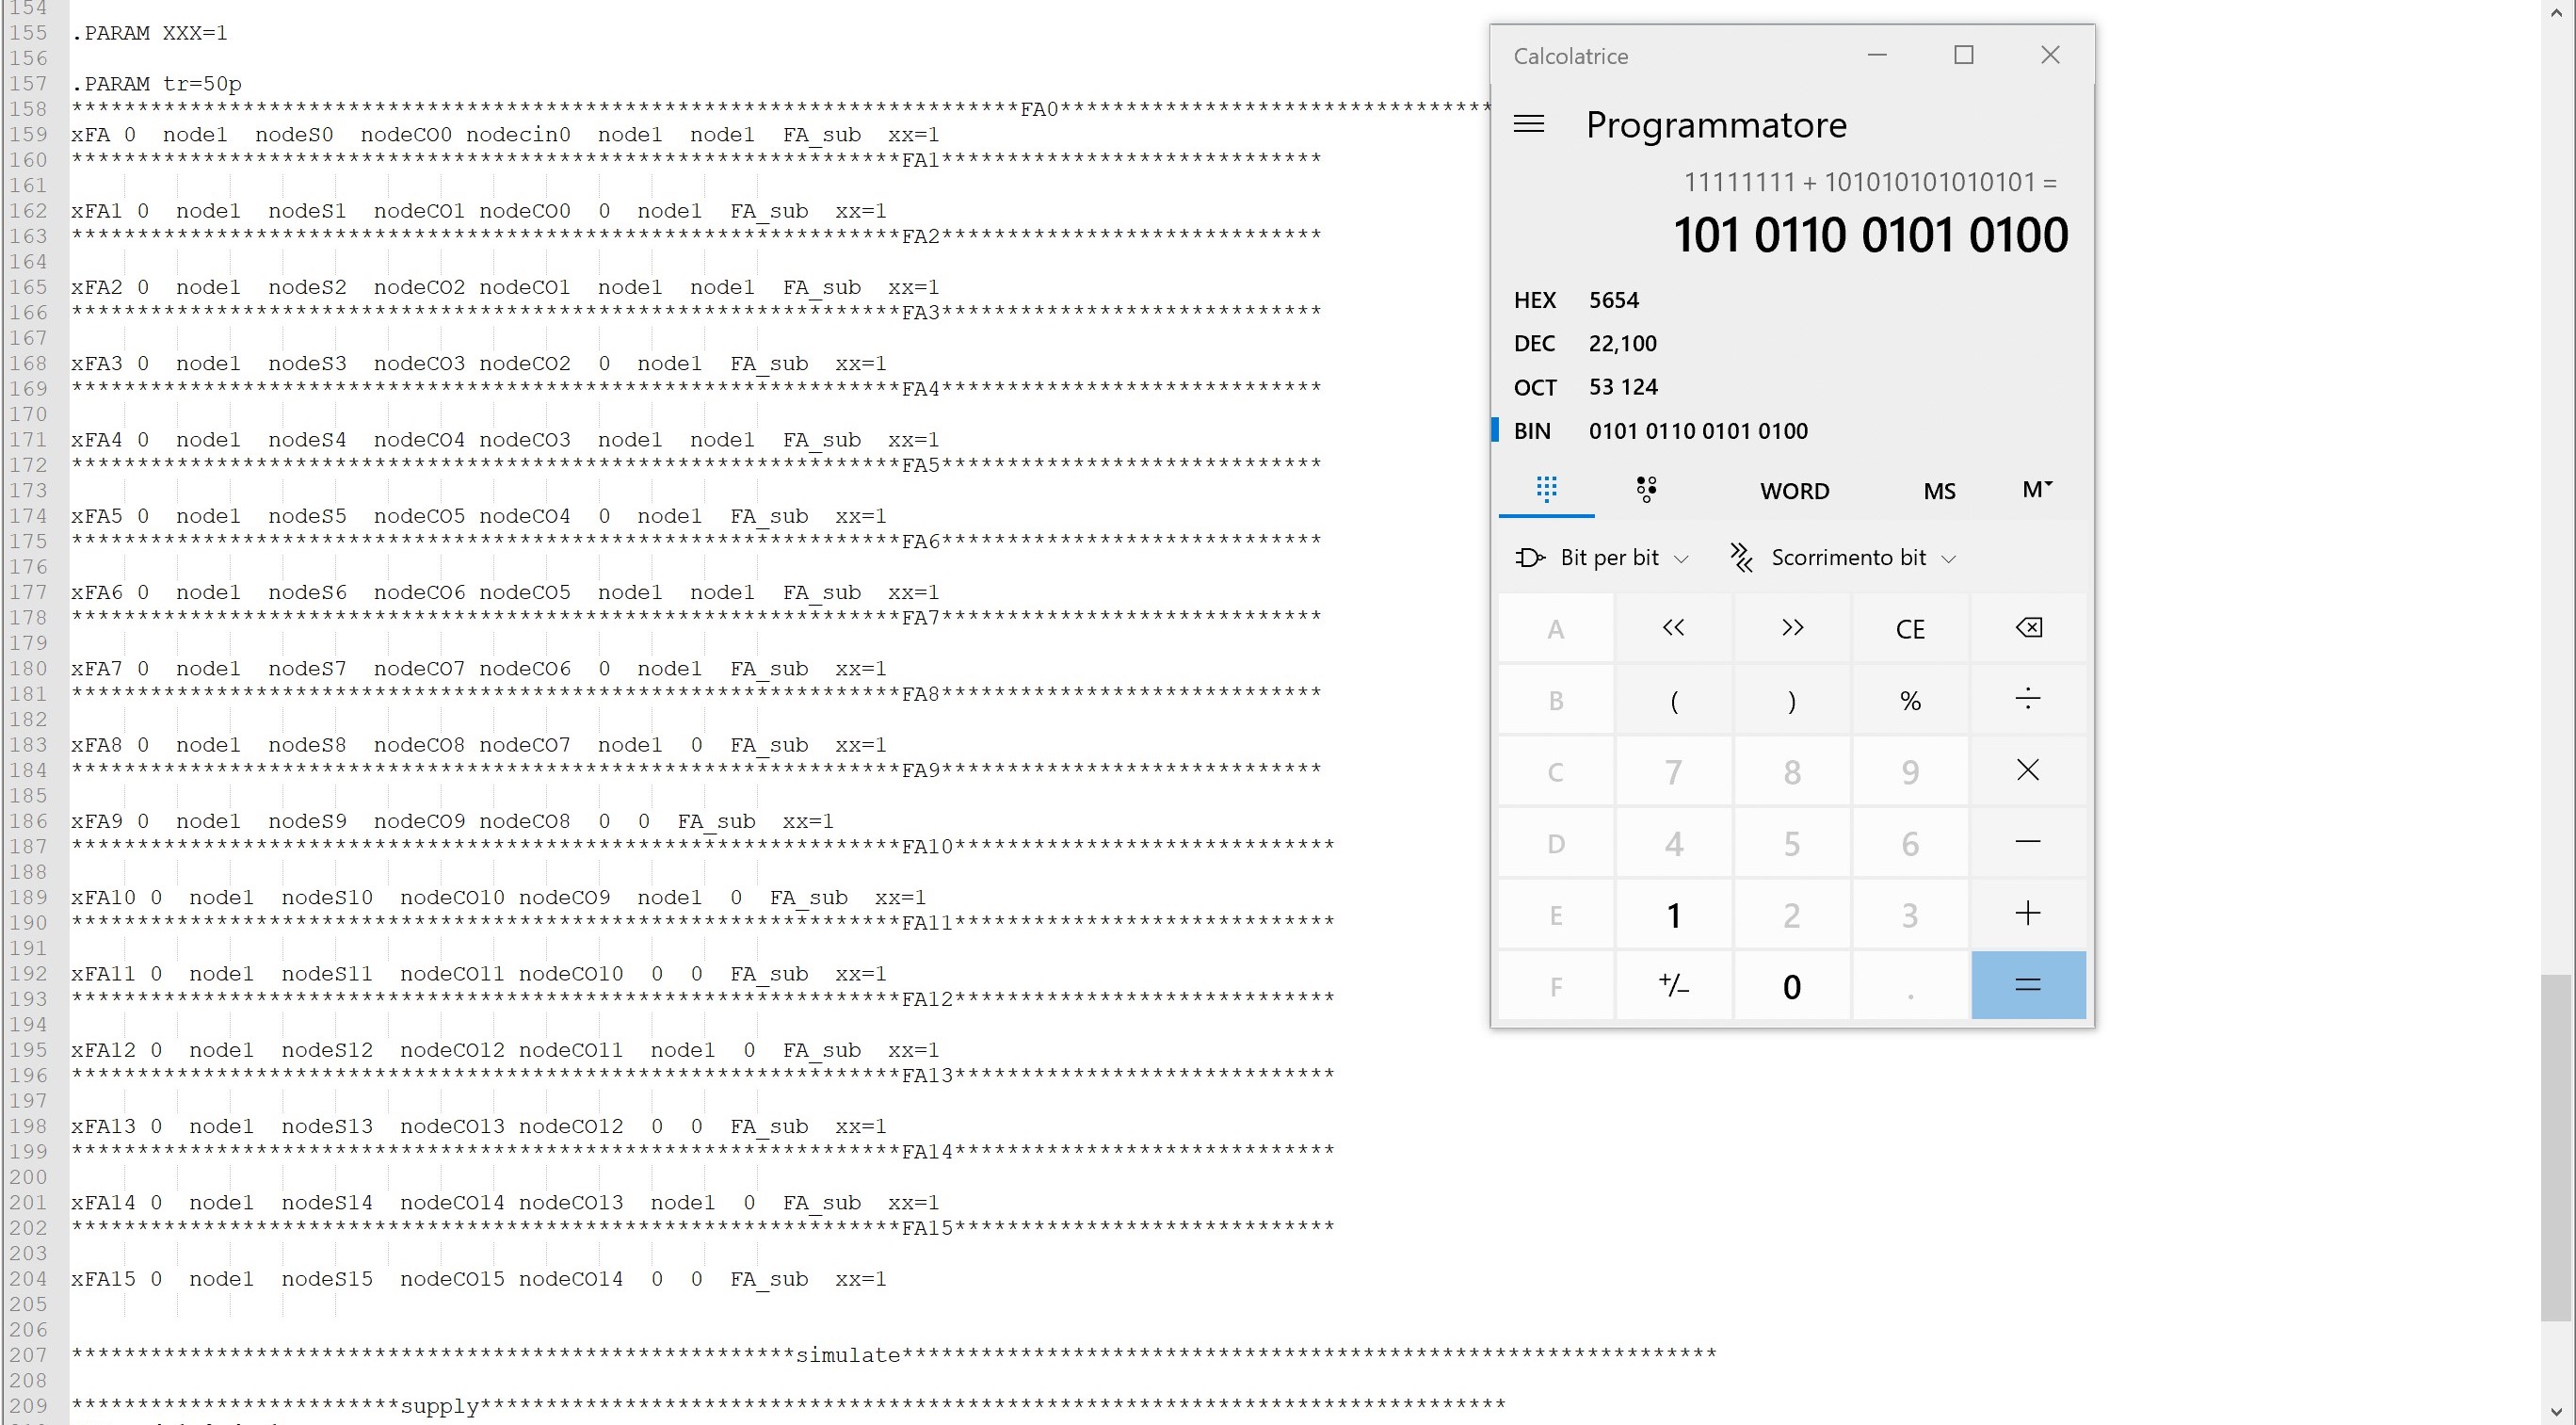 154
155 .PARAM XXX=1
156
157 .PARAM tr=50p
158 ************************************************************************FA0*********************************
159 xFA 0  node1  nodeS0  nodeCO0 nodecin0  node1  node1  FA_sub  xx=1
160 ***************************************************************FA1*****************************
161
162 xFA1 0  node1  nodeS1  nodeCO1 nodeCO0  0  node1  FA_sub  xx=1
163 ***************************************************************FA2*****************************
164
165 xFA2 0  node1  nodeS2  nodeCO2 nodeCO1  node1  node1  FA_sub  xx=1
166 ***************************************************************FA3*****************************
167
168 xFA3 0  node1  nodeS3  nodeCO3 nodeCO2  0  node1  FA_sub  xx=1
169 ***************************************************************FA4*****************************
170
171 xFA4 0  node1  nodeS4  nodeCO4 nodeCO3  node1  node1  FA_sub  xx=1
172 ***************************************************************FA5*****************************
173
174 xFA5 0  node1  nodeS5  nodeCO5 nodeCO4  0  node1  FA_sub  xx=1
175 ***************************************************************FA6*****************************
176
177 xFA6 0  node1  nodeS6  nodeCO6 nodeCO5  node1  node1  FA_sub  xx=1
178 ***************************************************************FA7*****************************
179
180 xFA7 0  node1  nodeS7  nodeCO7 nodeCO6  0  node1  FA_sub  xx=1
181 ***************************************************************FA8*****************************
182
183 xFA8 0  node1  nodeS8  nodeCO8 nodeCO7  node1  0  FA_sub  xx=1
184 ***************************************************************FA9*****************************
185
186 xFA9 0  node1  nodeS9  nodeCO9 nodeCO8  0  0  FA_sub  xx=1
187 ***************************************************************FA10*****************************
188
189 xFA10 0  node1  nodeS10  nodeCO10 nodeCO9  node1  0  FA_sub  xx=1
190 ***************************************************************FA11*****************************
191
192 xFA11 0  node1  nodeS11  nodeCO11 nodeCO10  0  0  FA_sub  xx=1
193 ***************************************************************FA12*****************************
194
195 xFA12 0  node1  nodeS12  nodeCO12 nodeCO11  node1  0  FA_sub  xx=1
196 ***************************************************************FA13*****************************
197
198 xFA13 0  node1  nodeS13  nodeCO13 nodeCO12  0  0  FA_sub  xx=1
199 ***************************************************************FA14*****************************
200
201 xFA14 0  node1  nodeS14  nodeCO14 nodeCO13  node1  0  FA_sub  xx=1
202 ***************************************************************FA15*****************************
203
204 xFA15 0  node1  nodeS15  nodeCO15 nodeCO14  0  0  FA_sub  xx=1
205
206
207 *******************************************************simulate**************************************************************
208
209 *************************supply******************************************************************************
Calcolatrice
Programmatore
11111111 + 101010101010101 =
101 0110 0101 0100
HEX 5654
DEC 22,100
OCT 53 124
BIN 0101 0110 0101 0100
WORD MS M
Bit per bit Scorrimento bit
A << >> CE
B ( ) % ÷
C 7 8 9 ×
D 4 5 6 −
E 1 2 3 +
F +/− 0 . =